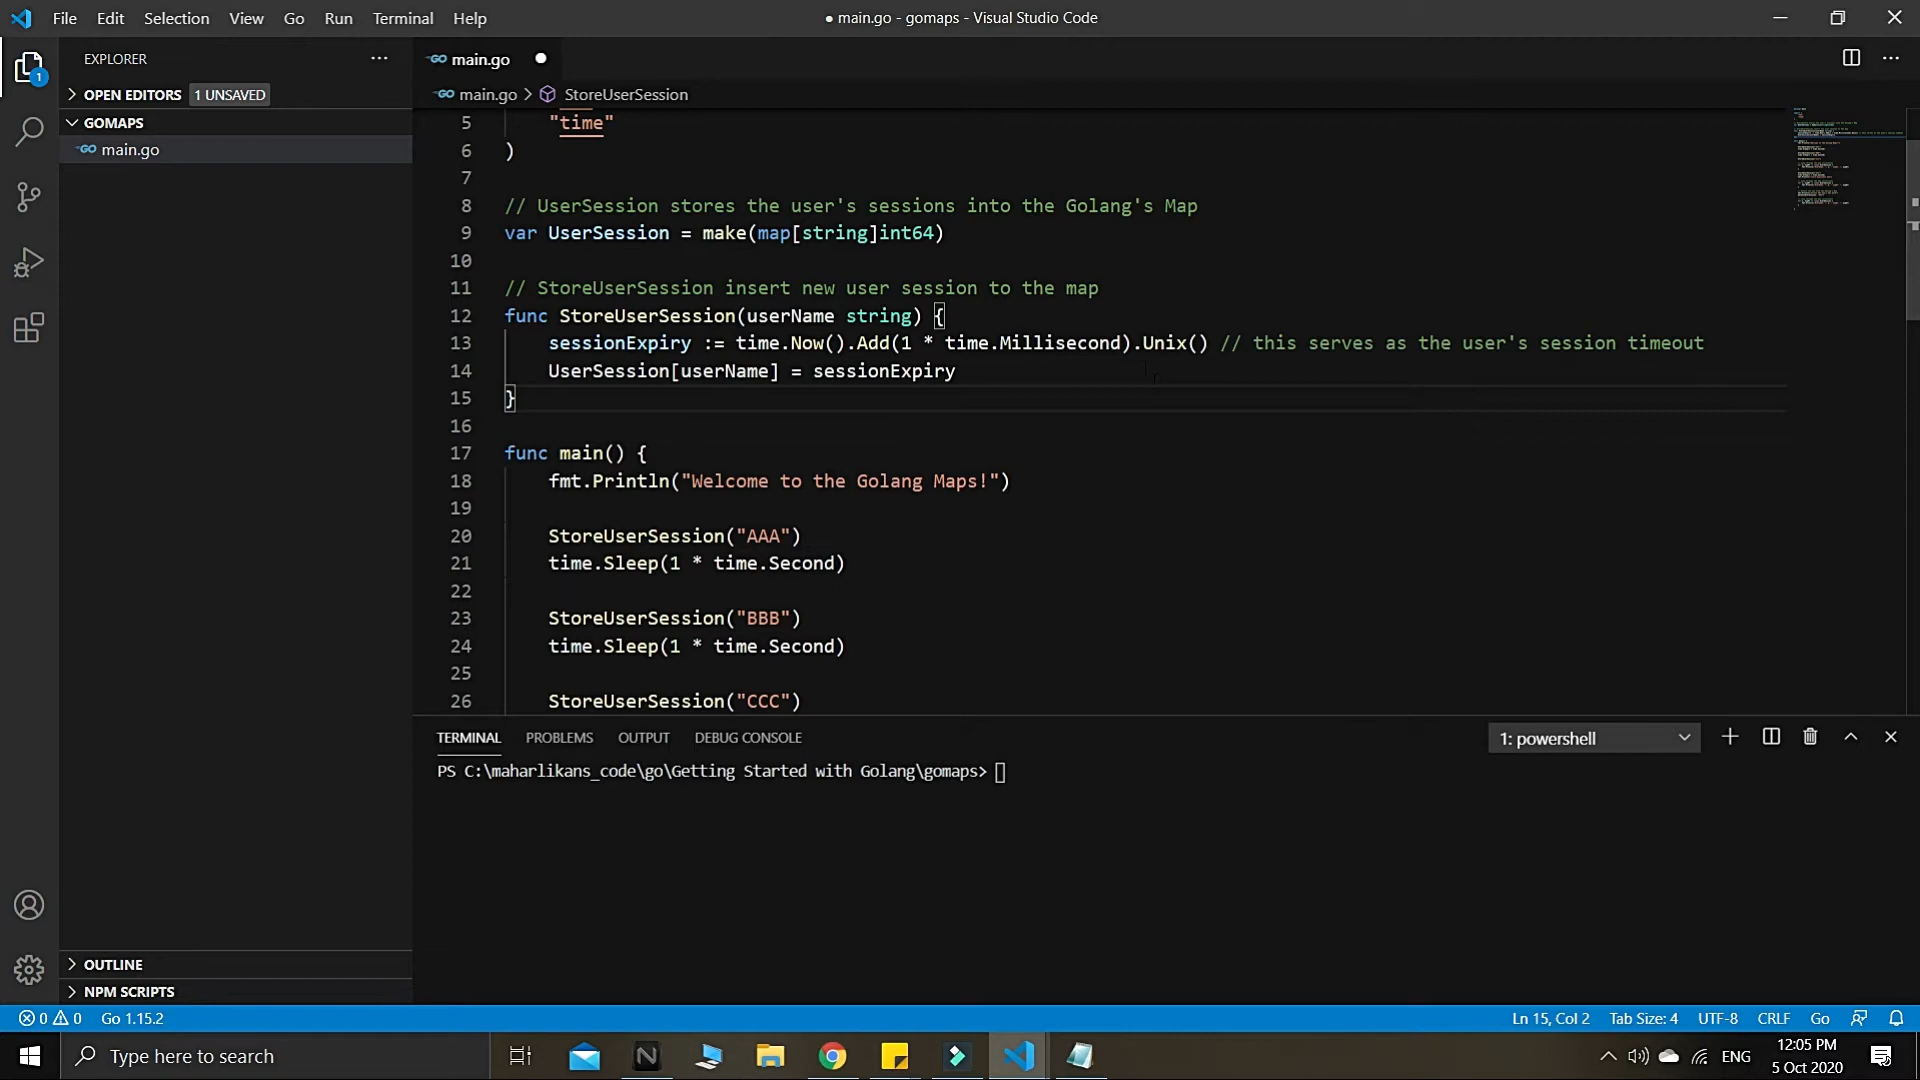 File Edit Selection View Go Run Terminal Help
● main.go - gomaps - Visual Studio Code
EXPLORER
main.go
OPEN EDITORS 1 UNSAVED
main.go > StoreUserSession
1
GOMAPS
main.go
5 "time"
6 )
7
8 // UserSession stores the user's sessions into the Golang's Map
9 var UserSession = make(map[string]int64)
10
11 // StoreUserSession insert new user session to the map
12 func StoreUserSession(userName string) {
13 sessionExpiry := time.Now().Add(1 * time.Millisecond).Unix() // this serves as the user's session timeout
14 UserSession[userName] = sessionExpiry
15 }
16
17 func main() {
18 fmt.Println("Welcome to the Golang Maps!")
19
20 StoreUserSession("AAA")
21 time.Sleep(1 * time.Second)
22
23 StoreUserSession("BBB")
24 time.Sleep(1 * time.Second)
25
26 StoreUserSession("CCC")
TERMINAL PROBLEMS OUTPUT DEBUG CONSOLE
1: powershell
PS C:\maharlikans_code\go\Getting Started with Golang\gomaps>
OUTLINE
NPM SCRIPTS
0 0 Go 1.15.2
Ln 15, Col 2 Tab Size: 4 UTF-8 CRLF Go
Type here to search
ENG
12:05 PM
5 Oct 2020